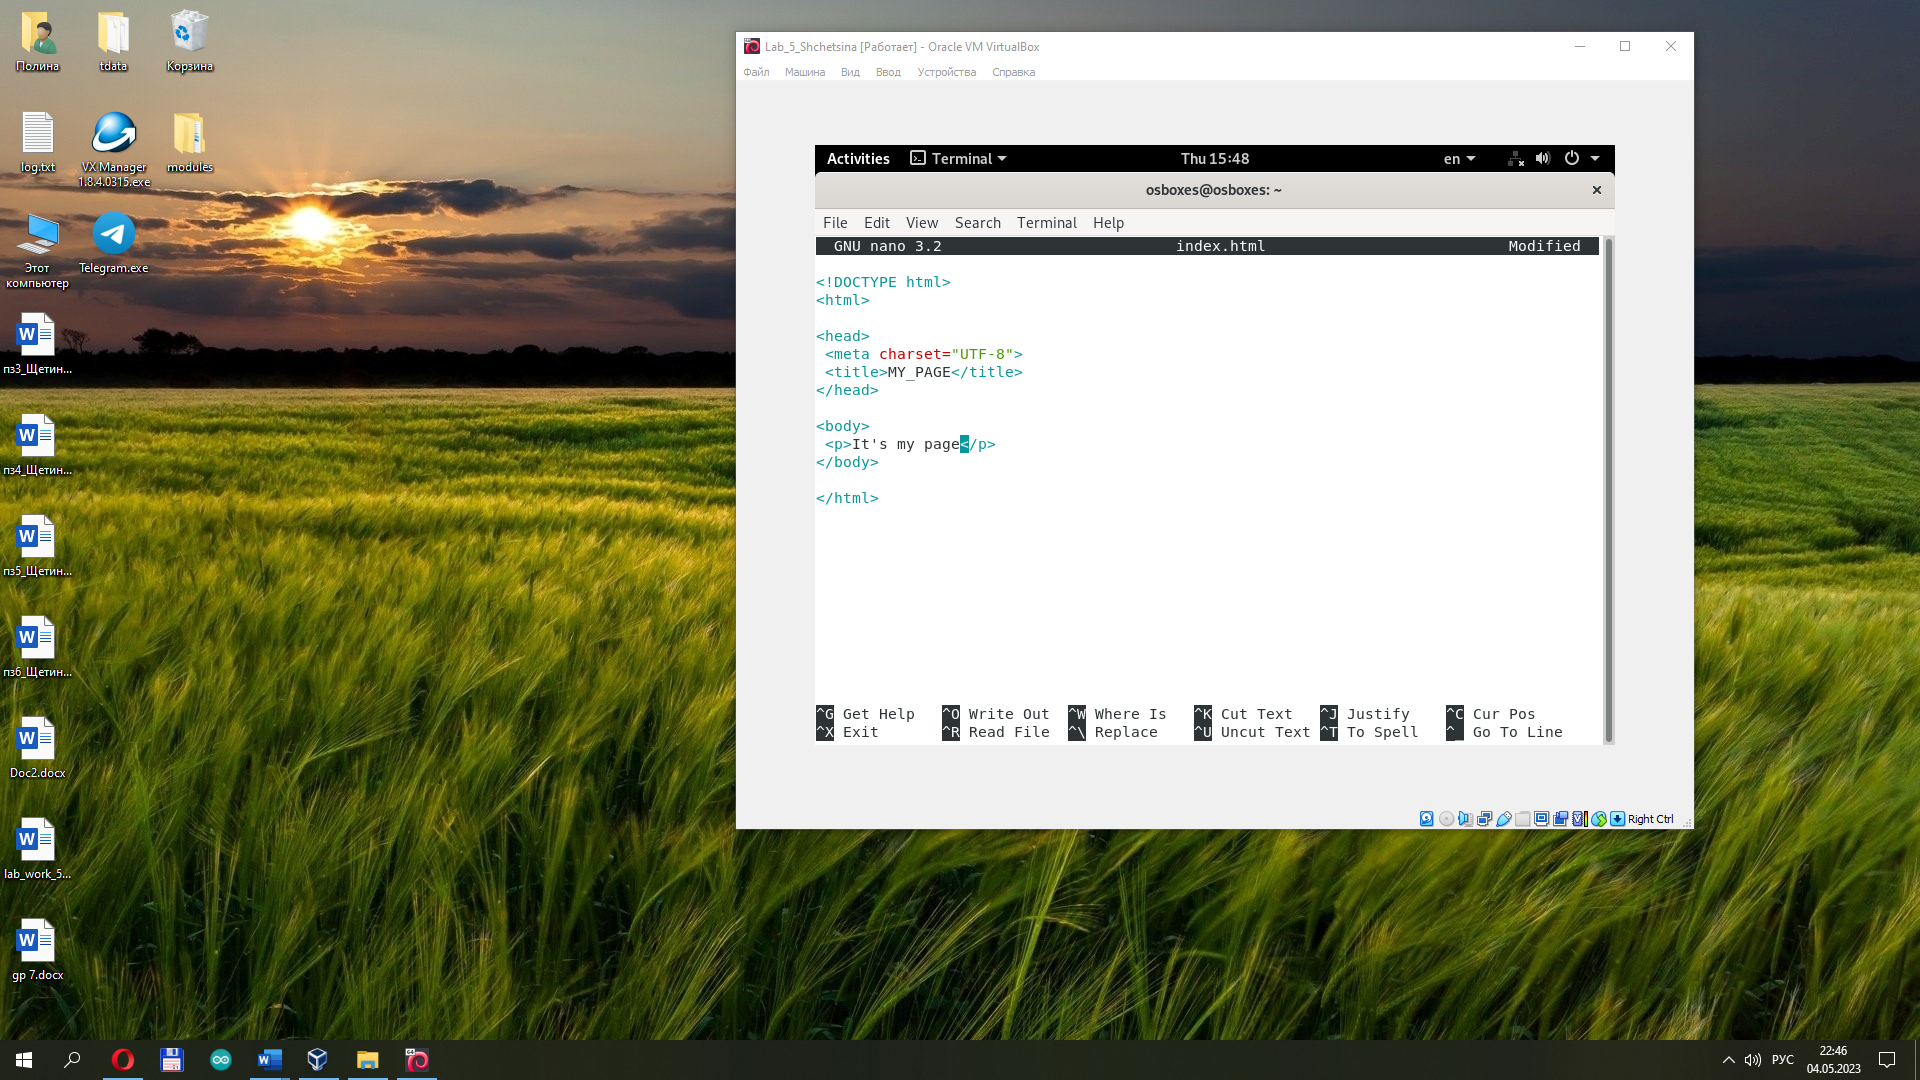 Полина
tdata
Корзина
log.txt
VX Manager
1.8.4.0315.exe
modules
Этот
компьютер
Telegram.exe
пз3_Щетин...
пз4_Щетин...
пз5_Щетин...
пз6_Щетин...
Doc2.docx
lab_work_5...
gp 7.docx
Lab_5_Shchetsina [Работает] - Oracle VM VirtualBox
Файл Машина Вид Ввод Устройства Справка
Activities Terminal Thu 15:48 en
osboxes@osboxes: ~
File Edit View Search Terminal Help
GNU nano 3.2 index.html Modified
<!DOCTYPE html>
<html>
<head>
<meta charset="UTF-8">
<title>MY_PAGE</title>
</head>
<body>
<p>It's my page</p>
</body>
</html>
^G Get Help ^O Write Out ^W Where Is ^K Cut Text ^J Justify ^C Cur Pos
^X Exit ^R Read File ^\ Replace ^U Uncut Text ^T To Spell ^_ Go To Line
Right Ctrl
РУС
22:46
04.05.2023